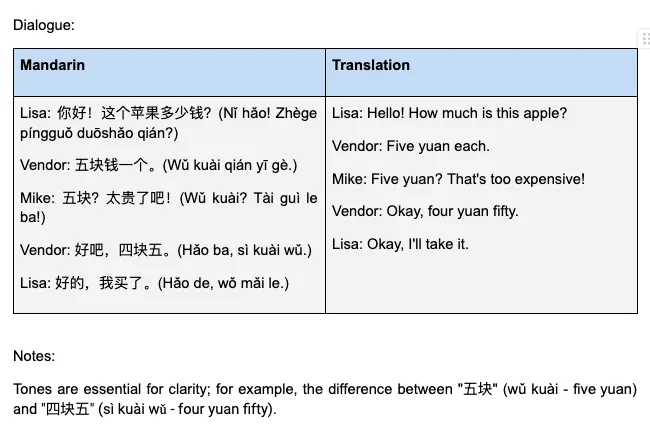 Dialogue:
Mandarin
Translation
Lisa: 你好！这个苹果多少钱？(Nǐ hǎo! Zhège
píngguǒ duōshǎo qián?)
Vendor: 五块钱一个。(Wǔ kuài qián yī gè.)
Mike: 五块？太贵了吧！(Wǔ kuài? Tài guì le
ba!)
Vendor: 好吧，四块五。(Hǎo ba, sì kuài wǔ.)
Lisa: 好的，我买了。(Hǎo de, wǒ mǎi le.)
Lisa: Hello! How much is this apple?
Vendor: Five yuan each.
Mike: Five yuan? That's too expensive!
Vendor: Okay, four yuan fifty.
Lisa: Okay, I'll take it.
Notes:
Tones are essential for clarity; for example, the difference between "五块" (wǔ kuài - five yuan)
and "四块五" (sì kuài wǔ - four yuan fifty).